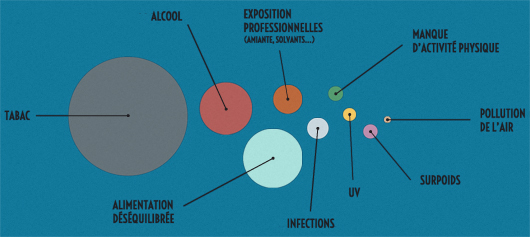 ALCOOL
EXPOSITION
PROFESSIONNELLES
(AMIANTE, SOLVANTS...)
MANQUE
D'ACTIVITÉ PHYSIQUE
TABAC
POLLUTION
DE L'AIR
ALIMENTATION
DÉSÉQUILIBRÉE
INFECTIONS
UV
SURPOIDS